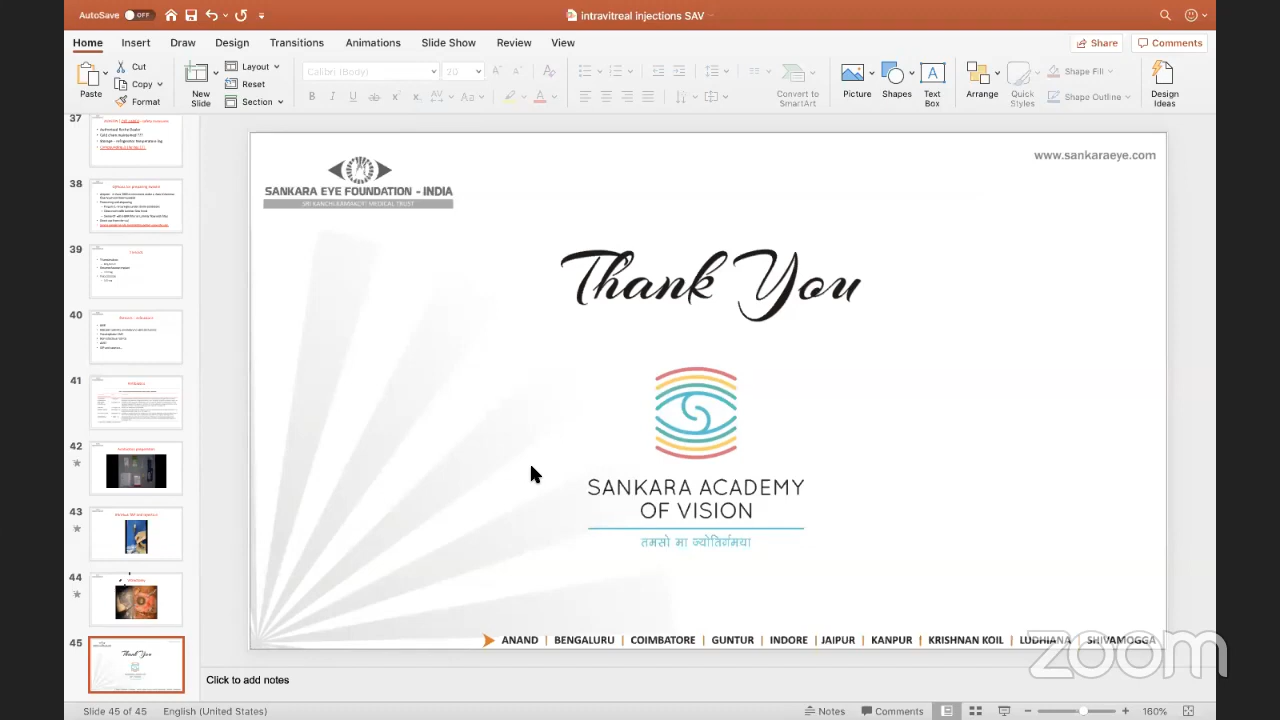 AutoSave OFF
intravitreal injections SAV
Home Insert Draw Design Transitions Animations Slide Show Review View
Share Comments
Paste
Cut
Copy
Format
New Slide
Layout
Reset
Section
Calibri (Body) 20
Convert to SmartArt
Picture
Shapes
Text Box
Arrange
Quick Styles
Shape Fill
Shape Outline
Design Ideas
37
38
39
40
41
42
43
44
45
www.sankaraeye.com
SANKARA EYE FOUNDATION - INDIA
SRI KANCHI KAMAKOTI MEDICAL TRUST
Thank You
SANKARA ACADEMY
OF VISION
तमसो मा ज्योतिर्गमया
ANAND | BENGALURU | COIMBATORE | GUNTUR | INDORE | JAIPUR | KANPUR | KRISHNAN KOIL | LUDHIANA | SHIVAMOGGA
zoom
Click to add notes
Slide 45 of 45 English (United States)
Notes Comments 160%